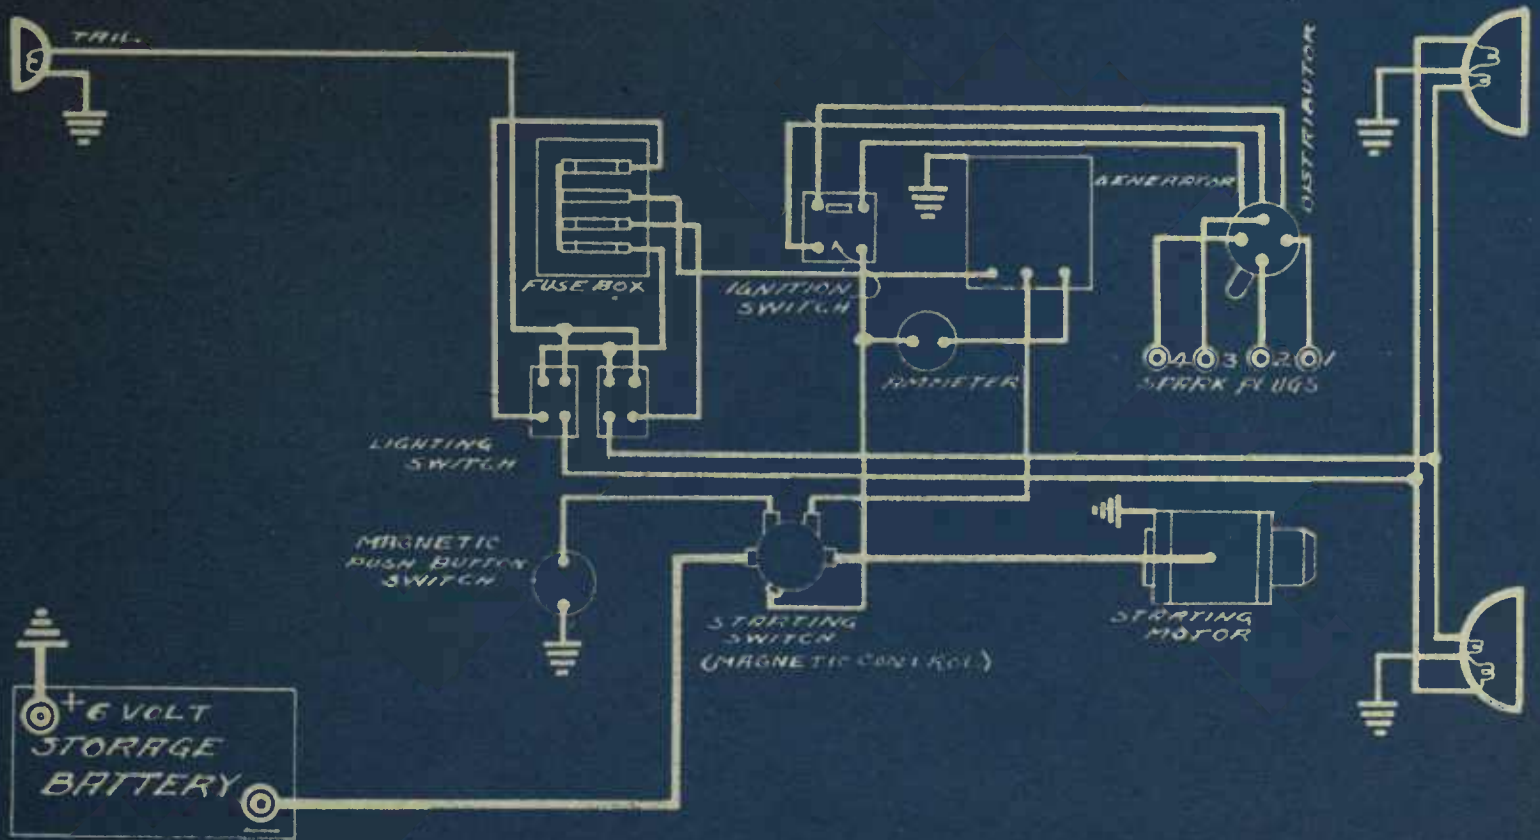 TAIL.
DISTRIBUTOR
GENERATOR
FUSE BOX
IGNITION
SWITCH
AMMETER
4 3 2 1
SPARK PLUGS
LIGHTING
SWITCH
MAGNETIC
PUSH BUTTON
SWITCH
STARTING
SWITCH
(MAGNETIC CONTROL)
STARTING
MOTOR
+ 6 VOLT
STORAGE
BATTERY
—